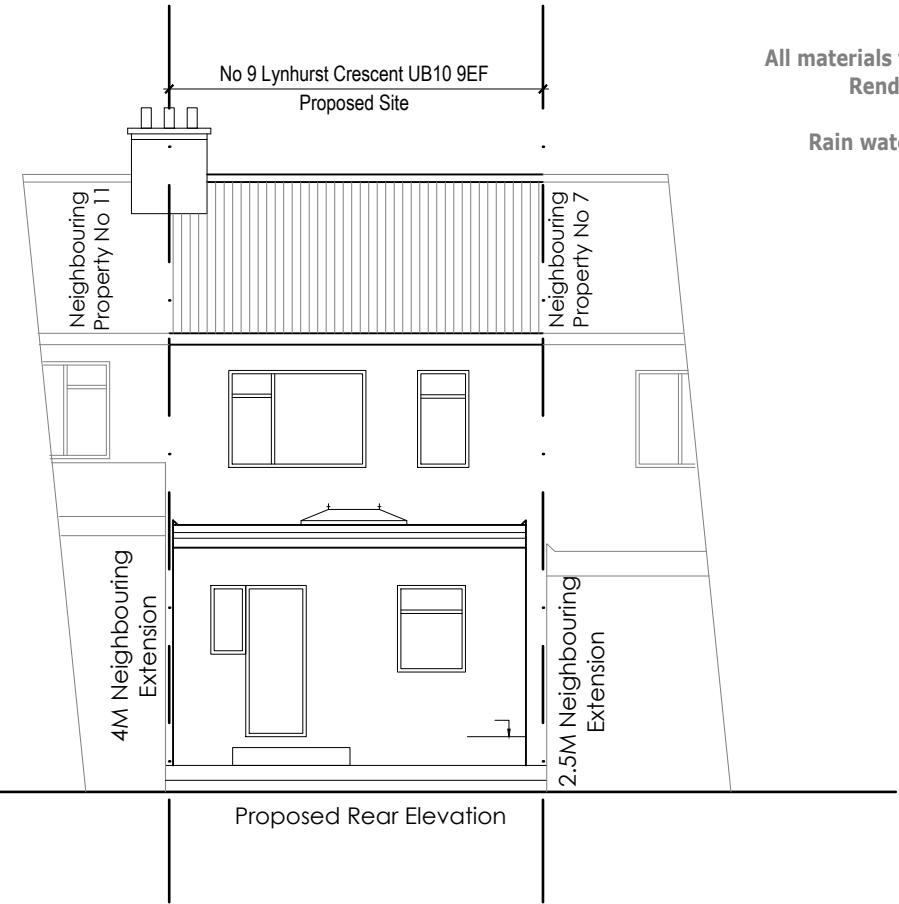 No 9 Lynhurst Crescent UB10 9EF
Proposed Site
All materials
Rend
Rain wat
Neighbouring
Property No 11
Neighbouring
Property No 7
4M Neighbouring
Extension
2.5M Neighbouring
Extension
Proposed Rear Elevation